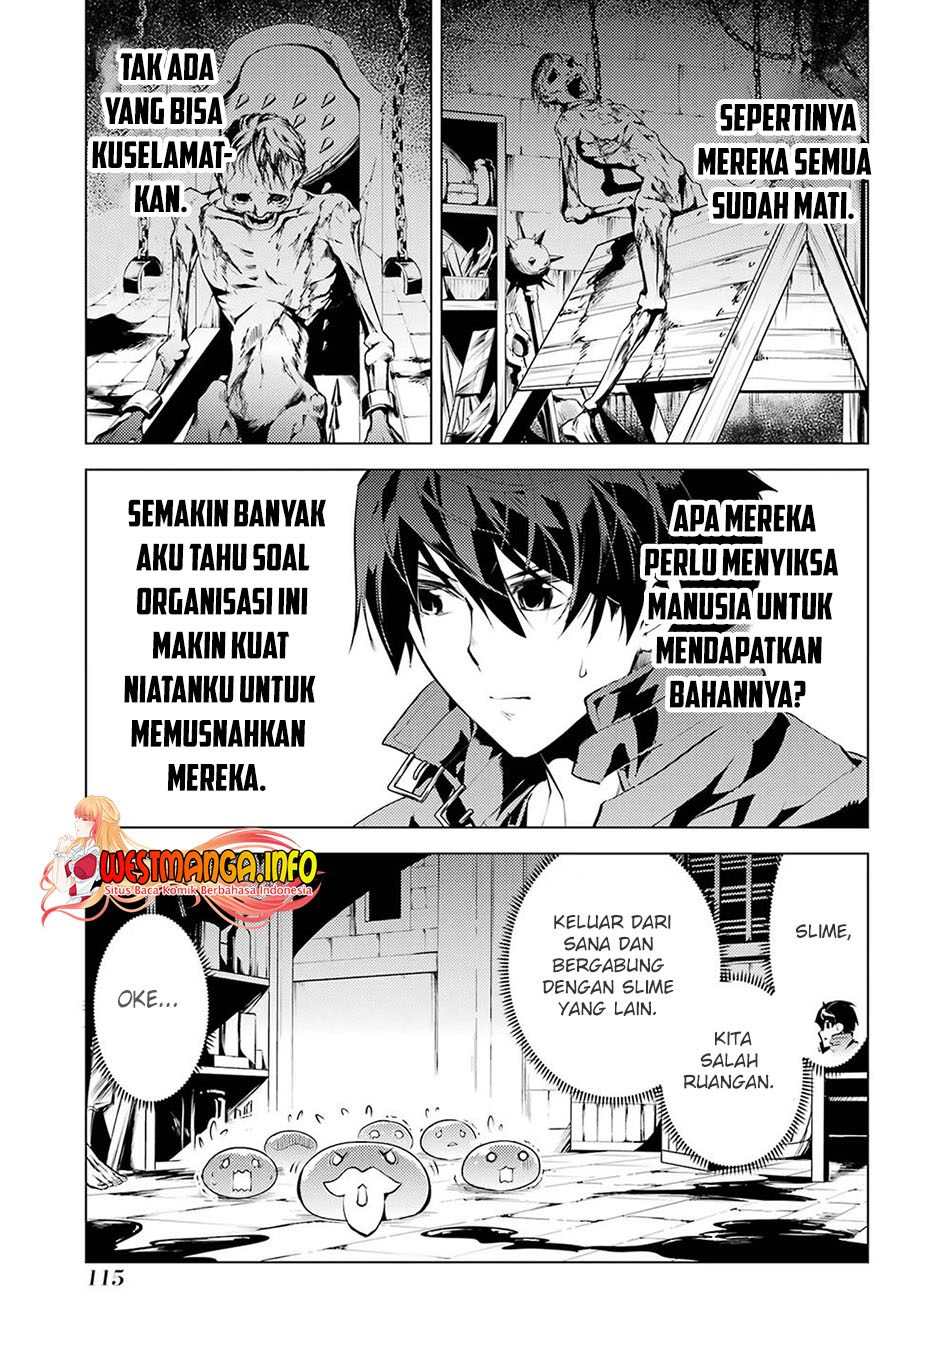 SEPERTINYA
MEREKA SEMUA
SUDAH MATI.
TAK ADA
YANG BISA
KUSELAMAT-
KAN.
APA MEREKA
PERLU MENYIKSA
MANUSIA UNTUK
MENDAPATKAN
BAHANNYA?
SEMAKIN BANYAK
AKU TAHU SOAL
ORGANISASI INI
MAKIN KUAT
NIATANKU UNTUK
MEMUSNAHKAN
MEREKA.
WESTMANGA.INFO
SITUS BACA KOMIK BERBAHASA INDONESIA
SLIME,
KITA
SALAH
RUANGAN.
KELUAR DARI
SANA DAN
BERGABUNG
DENGAN SLIME
YANG LAIN.
OKE...
115